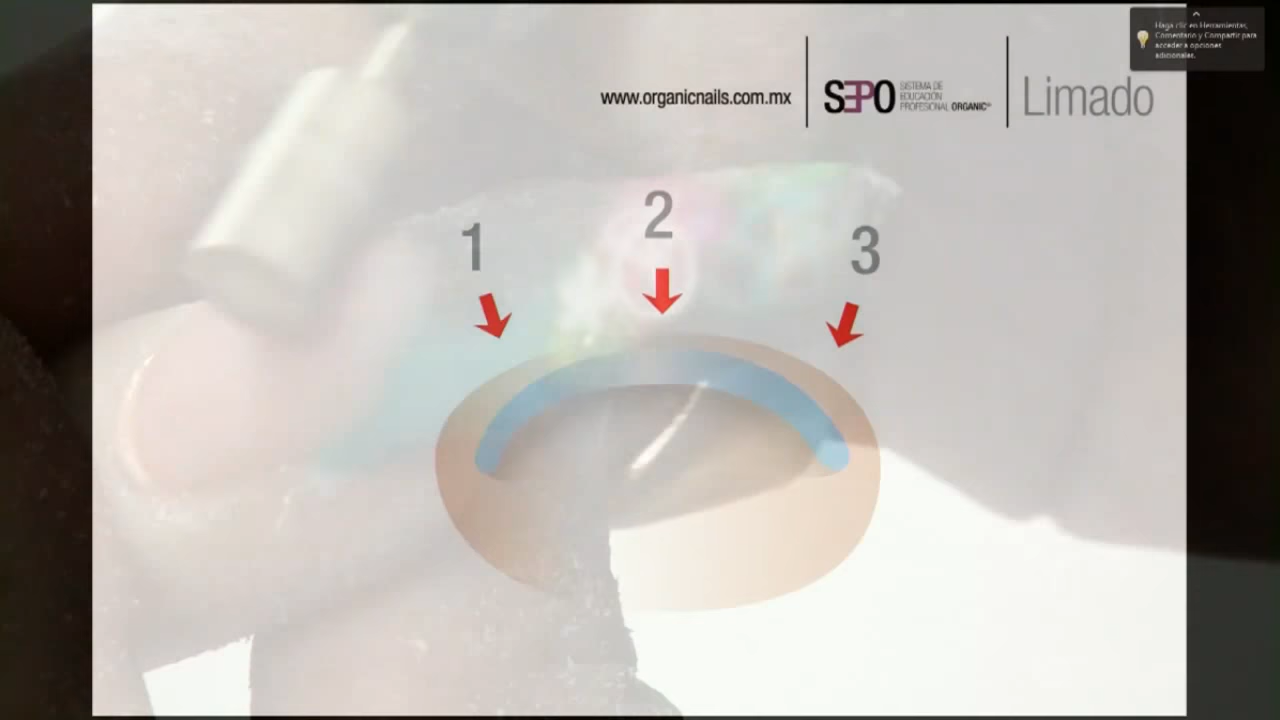 Haga clic en Herramientas,
Comentario y Compartir para
acceder a opciones
adicionales.
www.organicnails.com.mx
SEPO
SISTEMA DE
EDUCACIÓN
PROFESIONAL ORGANIC
Limado
1
2
3